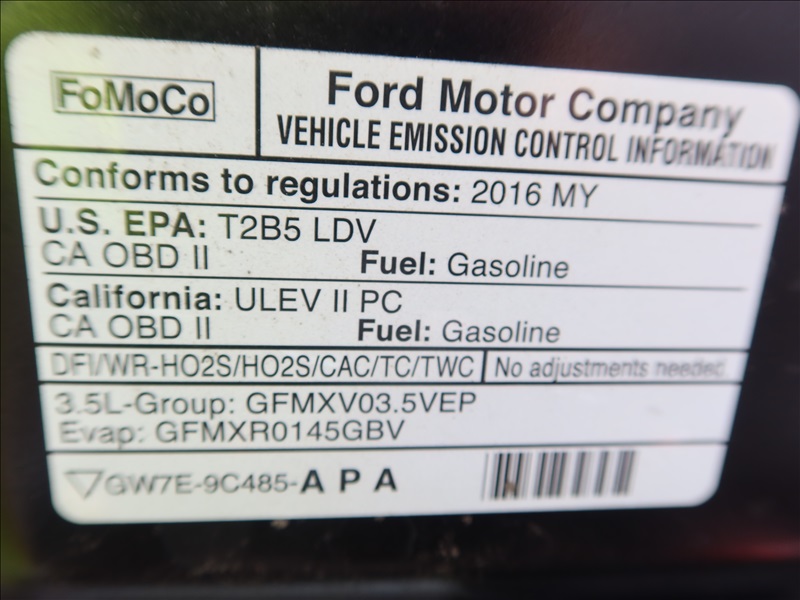 FoMoCo
Ford Motor Company
VEHICLE EMISSION CONTROL INFORMATION
Conforms to regulations: 2016 MY
U.S. EPA: T2B5 LDV
CA OBD II Fuel: Gasoline
California: ULEV II PC
CA OBD II Fuel: Gasoline
DFI/WR-HO2S/HO2S/CAC/TC/TWC No adjustments needed.
3.5L-Group: GFMXV03.5VEP
Evap: GFMXR0145GBV
GW7E-9C485-A P A